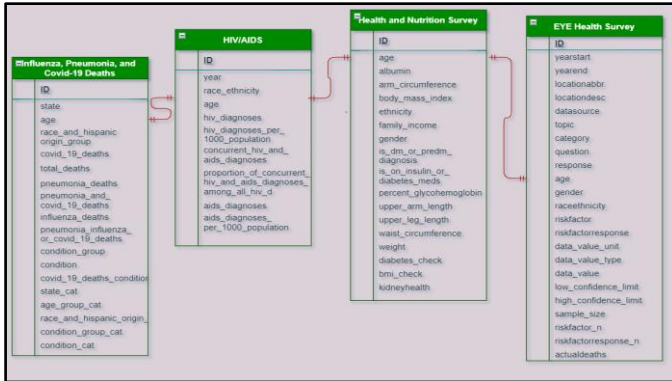 Influenza, Pneumonia, and
Covid-19 Deaths
ID
state
age
race_and_hispanic
origin_group
covid_19_deaths
total_deaths
pneumonia_deaths
pneumonia_and_
covid_19_deaths
influenza_deaths
pneumonia_influenza_
or_covid_19_deaths
condition_group
condition
covid_19_deaths_condition
state_cat
age_group_cat
race_and_hispanic_origin_
condition_group_cat
condition_cat
HIV/AIDS
ID
year
race_ethnicity
age
hiv_diagnoses
hiv_diagnoses_per_
1000_population
concurrent_hiv_and_
aids_diagnoses
proportion_of_concurrent_
hiv_and_aids_diagnoses_
among_all_hiv_d
aids_diagnoses
aids_diagnoses_
per_1000_population
Health and Nutrition Survey
ID
age
albumin
arm_circumference
body_mass_index
ethnicity
family_income
gender
is_dm_or_predm_
diagnosis
is_on_insulin_or_
diabetes_meds
percent_glycohemoglobin
upper_arm_length
upper_leg_length
waist_circumference
weight
diabetes_check
bmi_check
kidneyhealth
EYE Health Survey
ID
yearstart
yearend
locationabbr
locationdesc
datasource
topic
category
question
response
age
gender
raceethnicity
riskfactor
riskfactorresponse
data_value_unit
data_value_type
data_value
low_confidence_limit
high_confidence_limit
sample_size
riskfactor_n
riskfactorresponse_n
actualdeaths